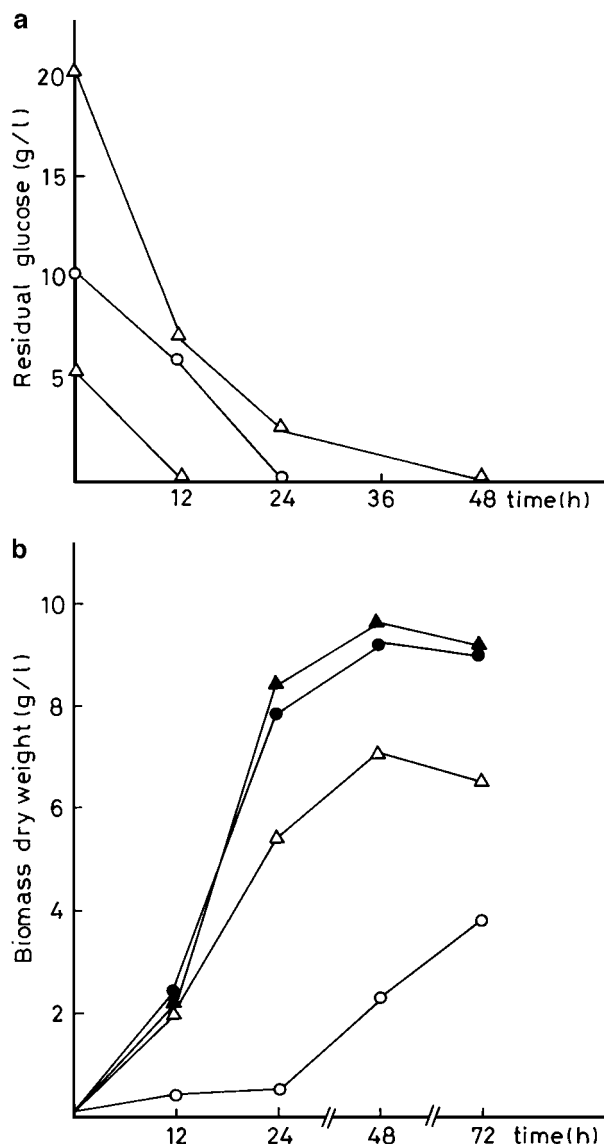 a
Residual glucose (g/l)
20
15
10
5
12 24 36 48 time(h)
b
Biomass dry weight (g/l)
10
8
6
4
2
12 24 48 72 time(h)